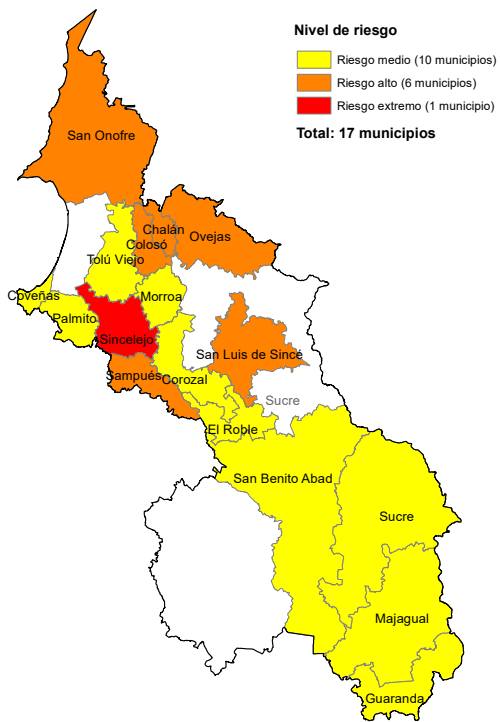 Nivel de riesgo
Riesgo medio (10 municipios)
Riesgo alto (6 municipios)
Riesgo extremo (1 municipio)
Total: 17 municipios
San Onofre
Chalán
Ovejas
Colosó
Tolú Viejo
Coveñas
Morroa
Palmito
Sincelejo
San Luis de Sincé
Sampués
Corozal
Sucre
El Roble
San Benito Abad
Sucre
Majagual
Guaranda